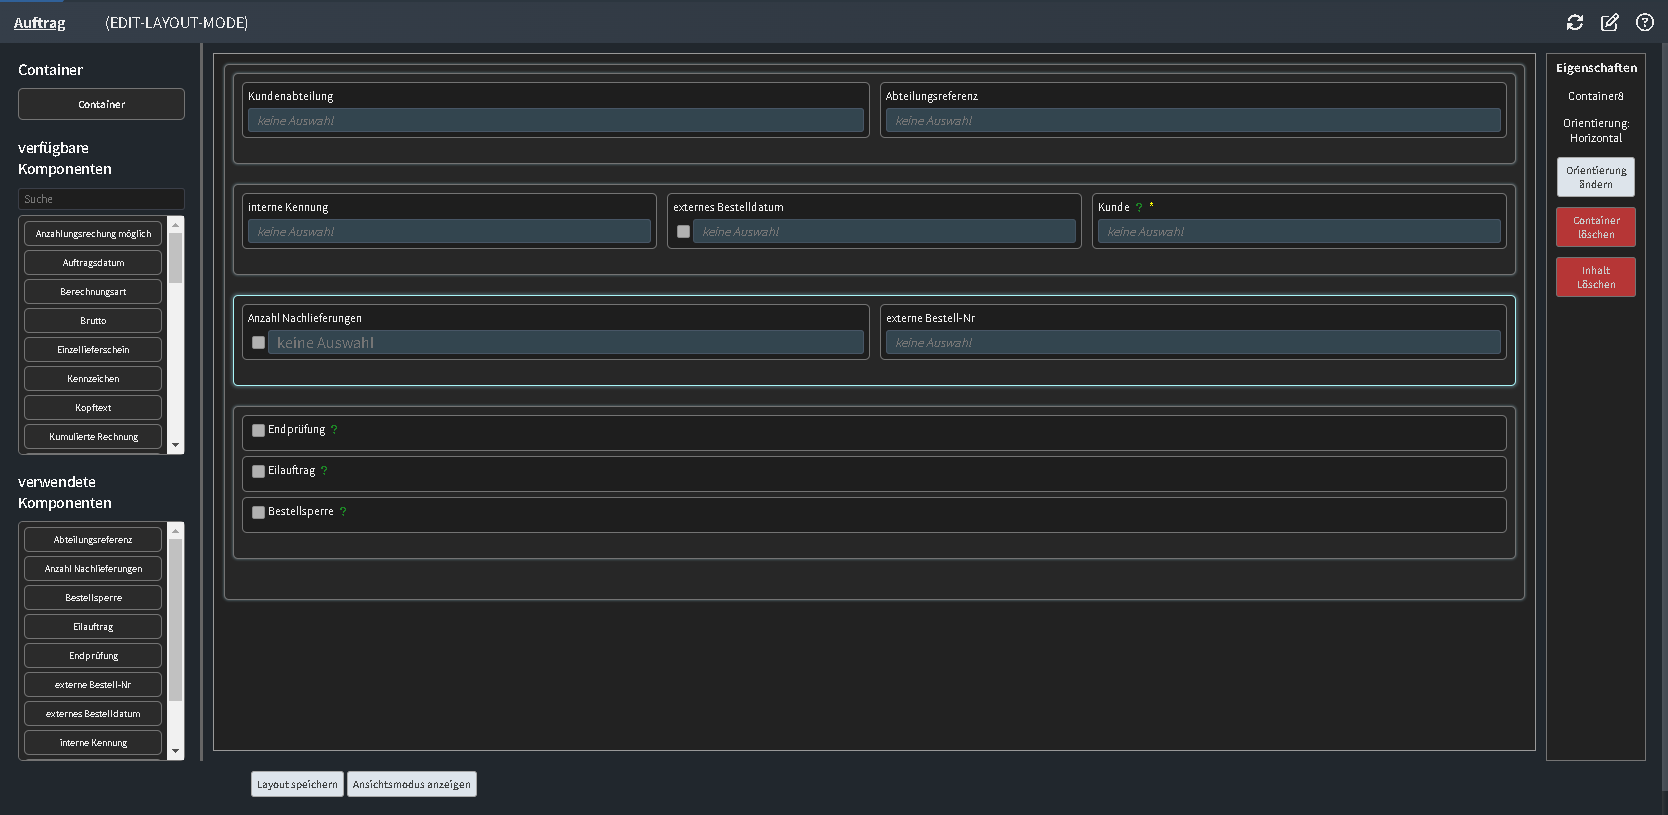 Auftrag (EDIT-LAYOUT-MODE)
Container
Container
verfügbare
Komponenten
Suche
Anzahlungsrechung möglich
Auftragsdatum
Berechnungsart
Brutto
Einzellieferschein
Kennzeichen
Kopftext
Kumulierte Rechnung
verwendete
Komponenten
Abteilungsreferenz
Anzahl Nachlieferungen
Bestellsperre
Eilauftrag
Endprüfung
externe Bestell-Nr
externes Bestelldatum
interne Kennung
Kundenabteilung
keine Auswahl
Abteilungsreferenz
keine Auswahl
interne Kennung
keine Auswahl
externes Bestelldatum
keine Auswahl
Kunde ? *
keine Auswahl
Anzahl Nachlieferungen
keine Auswahl
externe Bestell-Nr
keine Auswahl
Endprüfung ?
Eilauftrag ?
Bestellsperre ?
Layout speichern
Ansichtsmodus anzeigen
Eigenschaften
Container8
Orientierung:
Horizontal
Orientierung
ändern
Container
löschen
Inhalt
Löschen